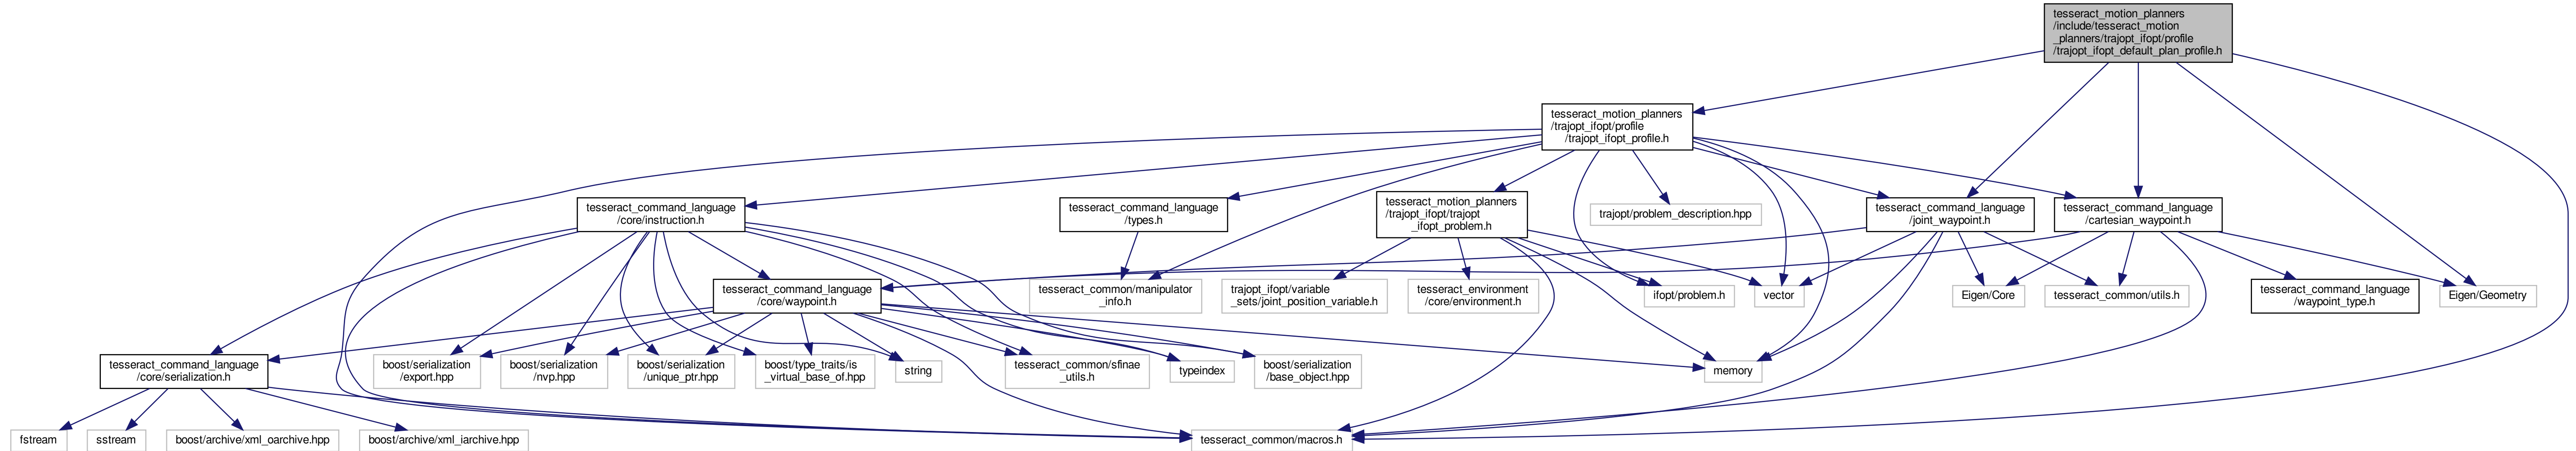 tesseract_motion_planners
/include/tesseract_motion
_planners/trajopt_ifopt/profile
/trajopt_ifopt_default_plan_profile.h
tesseract_motion_planners
/trajopt_ifopt/profile
/trajopt_ifopt_profile.h
tesseract_command_language
/core/instruction.h
tesseract_command_language
/types.h
tesseract_motion_planners
/trajopt_ifopt/trajopt
_ifopt_problem.h
trajopt/problem_description.hpp
tesseract_command_language
/joint_waypoint.h
tesseract_command_language
/cartesian_waypoint.h
tesseract_command_language
/core/waypoint.h
tesseract_common/manipulator
_info.h
trajopt_ifopt/variable
_sets/joint_position_variable.h
tesseract_environment
/core/environment.h
ifopt/problem.h
vector
Eigen/Core
tesseract_common/utils.h
tesseract_command_language
/waypoint_type.h
Eigen/Geometry
tesseract_command_language
/core/serialization.h
boost/serialization
/export.hpp
boost/serialization
/nvp.hpp
boost/serialization
/unique_ptr.hpp
boost/type_traits/is
_virtual_base_of.hpp
string
tesseract_common/sfinae
_utils.h
typeindex
boost/serialization
/base_object.hpp
memory
fstream
sstream
boost/archive/xml_oarchive.hpp
boost/archive/xml_iarchive.hpp
tesseract_common/macros.h